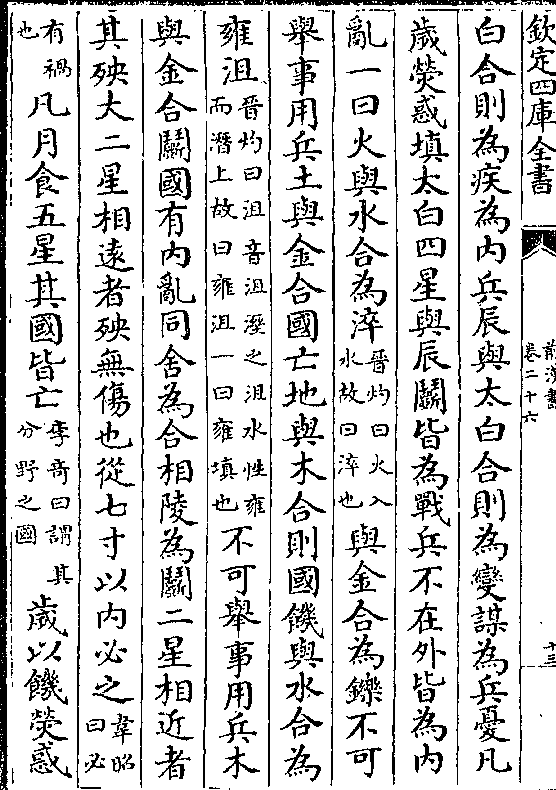 欽定四庫全書
前漢書
卷二十六
十三
白合則為疾為内兵辰與太白合則為變謀為兵憂凡
歲熒惑填太白四星與辰鬬皆為戰兵不在外皆為内
亂一曰火與水合為淬晉灼曰火入水故曰淬也與金合為鑠不可
舉事用兵土與金合國亡地與木合則國饑與水合為
雍沮晉灼曰沮音沮溼之沮水性雍而潛上故曰雍沮一曰雍填也不可舉事用兵木
與金合鬬國有内亂同舍為合相陵為鬬二星相近者
其殃大二星相遠者殃無傷也從七寸以内必之韋昭曰必
有禍也凡月食五星其國皆亡李奇曰謂其分野之國歲以饑熒惑